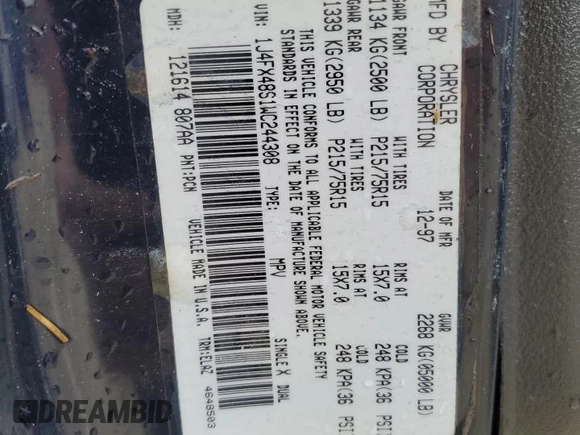 MFD BY CHRYSLER CORPORATION DATE OF MFR 12-97 GVWR 2268 KG(05000 LB)
GAWR FRONT WITH TIRES RIMS AT COLD
1134 KG(2500 LB) P215/75R15 15X7.0 248 KPA(36 PSI
GAWR REAR WITH TIRES RIMS AT COLD
1339 KG(2950 LB) P215/75R15 15X7.0 248 KPA(36 PSI
THIS VEHICLE CONFORMS TO ALL APPLICABLE FEDERAL MOTOR VEHICLE SAFETY
STANDARDS IN EFFECT ON THE DATE OF MANUFACTURE SHOWN ABOVE.
VIN: 1J4FX48S1WC244308 TYPE: MPV SINGLE X DUAL
MDH: 121614 807AA PNT:PCN VEHICLE MADE IN U.S.A. TRM:ELAZ 4648503
DREAMBID